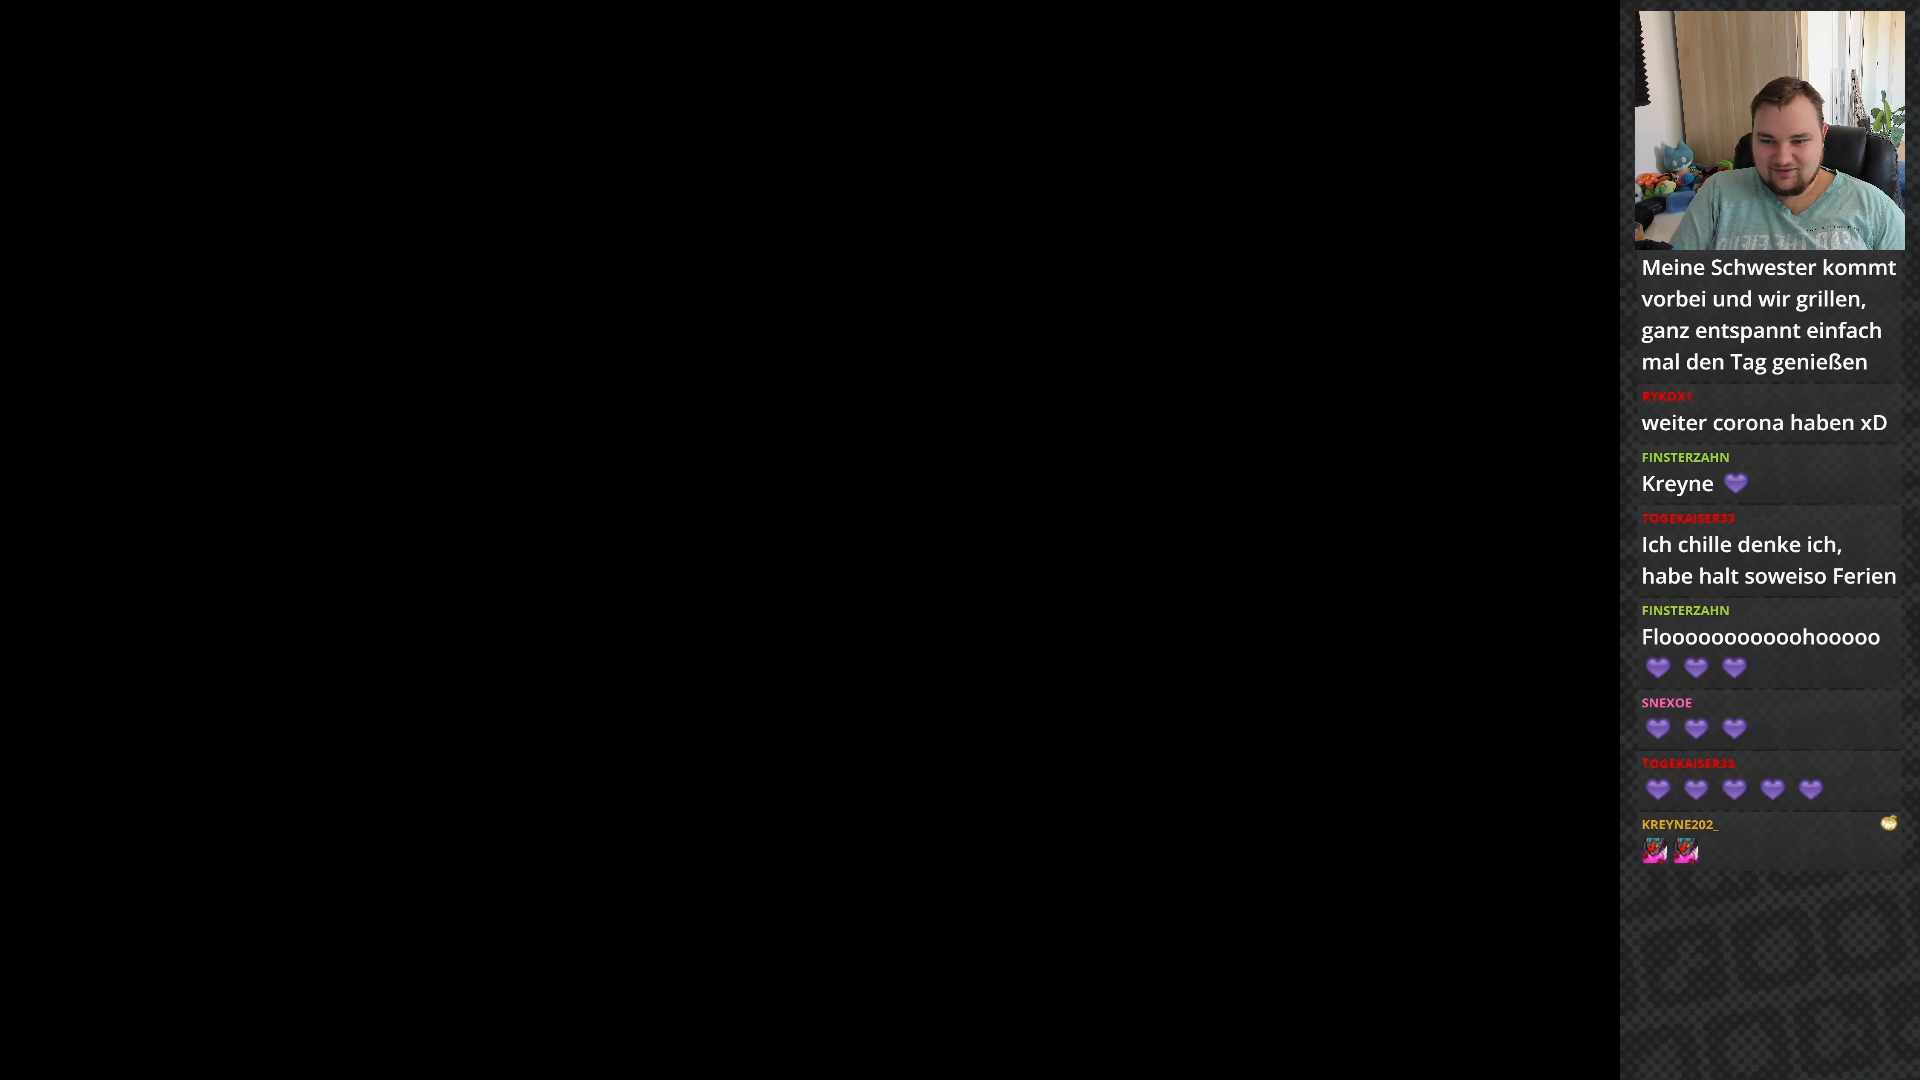 Meine Schwester kommt
vorbei und wir grillen,
ganz entspannt einfach
mal den Tag genießen
RYKOX1
weiter corona haben xD
FINSTERZAHN
Kreyne
TOGEKAISER33
Ich chille denke ich,
habe halt soweiso Ferien
FINSTERZAHN
Flooooooooooohooooo
SNEXOE
TOGEKAISER33
KREYNE202_